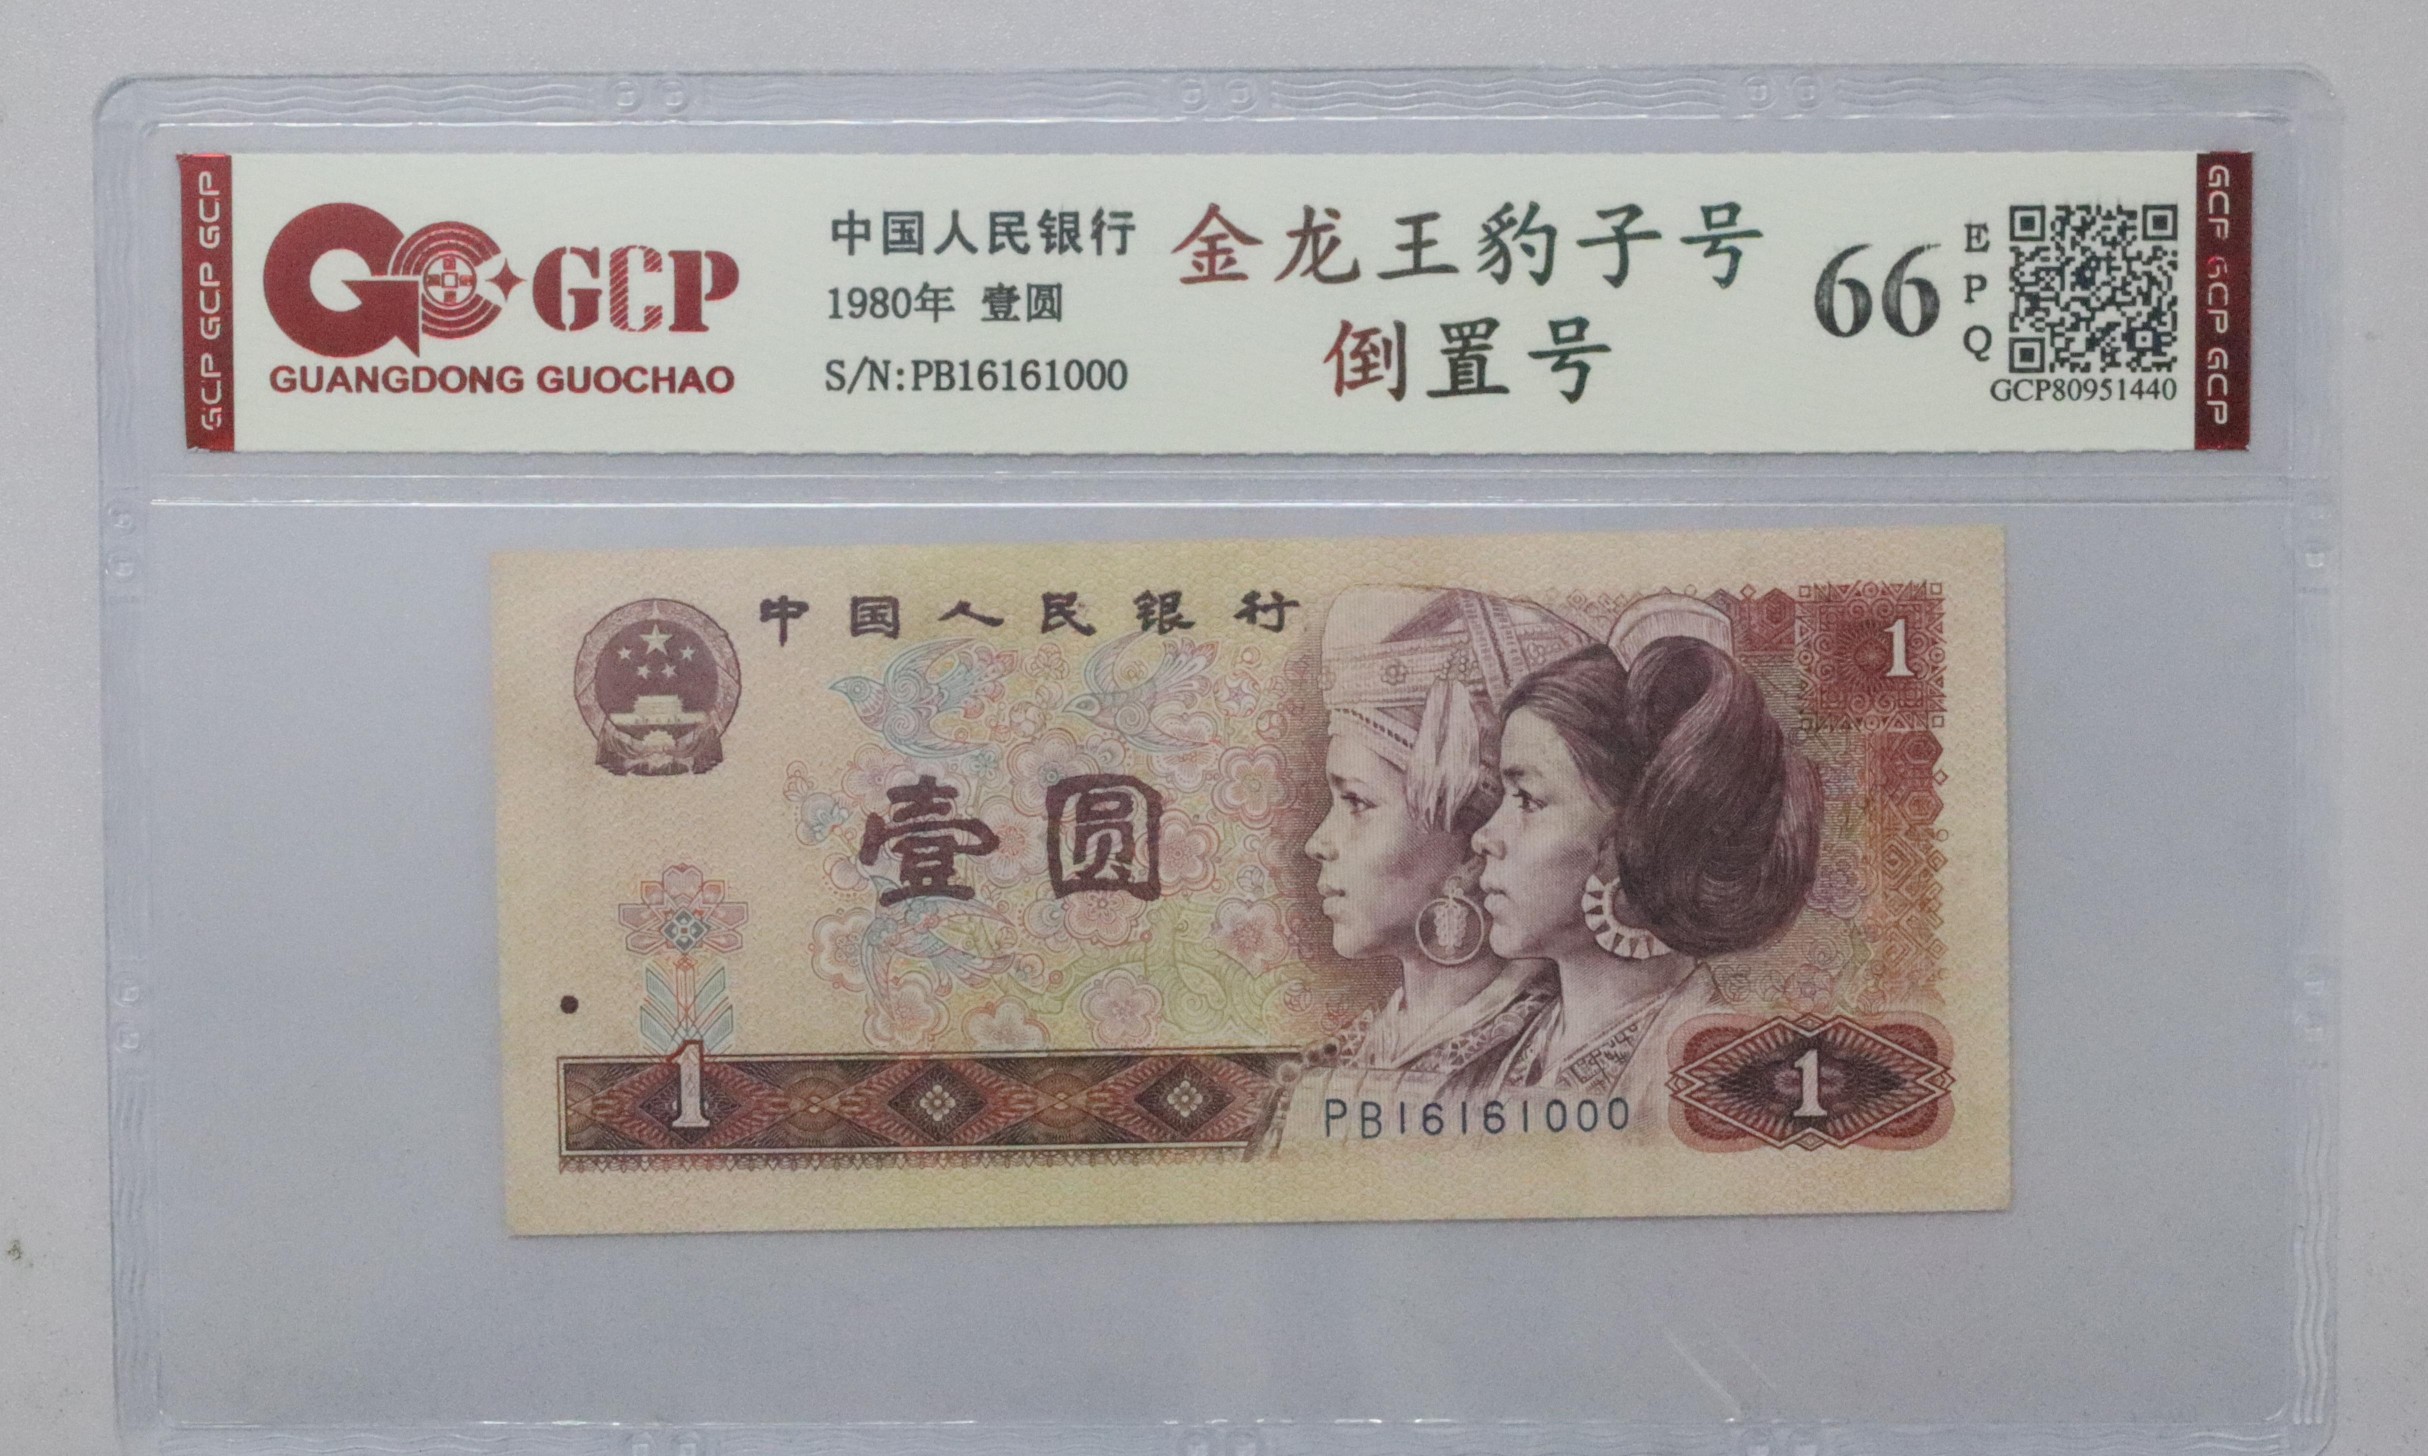 GCP GCP GCP
GCP
GUANGDONG GUOCHAO
中国人民银行
1980年 壹圆
S/N:PB16161000
金龙王豹子号
倒置号
66
E
P
Q
GCP80951440
GCP GCP GCP
中国人民银行
1
壹圆
1
PB16161000
1